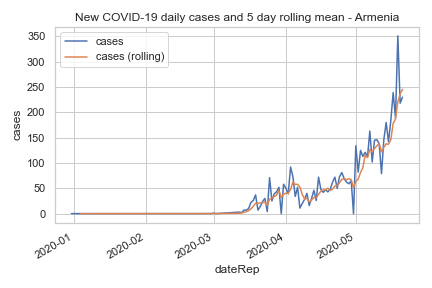 New COVID-19 daily cases and 5 day rolling mean - Armenia
cases
cases (rolling)
350
300
250
200
150
100
50
0
cases
2020-01
2020-02
2020-03
2020-04
2020-05
dateRep